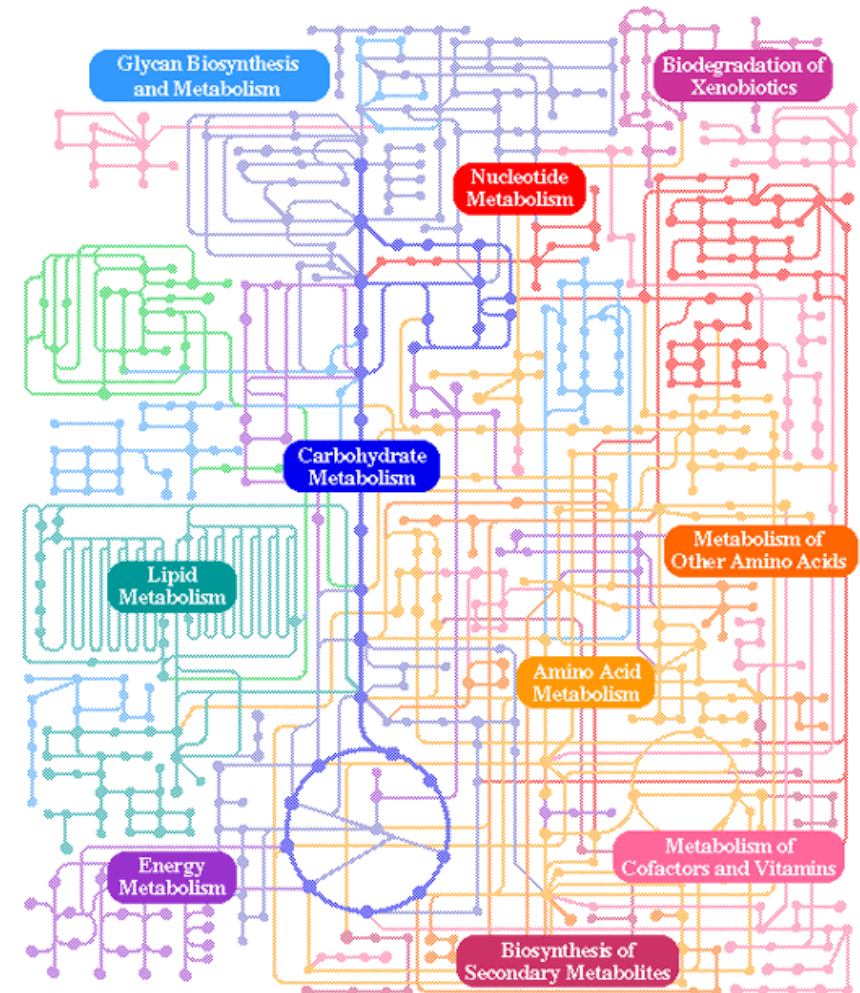 Glycan Biosynthesis
and Metabolism
Biodegradation of
Xenobiotics
Nucleotide
Metabolism
Carbohydrate
Metabolism
Metabolism of
Other Amino Acids
Lipid
Metabolism
Amino Acid
Metabolism
Metabolism of
Cofactors and Vitamins
Energy
Metabolism
Biosynthesis of
Secondary Metabolites